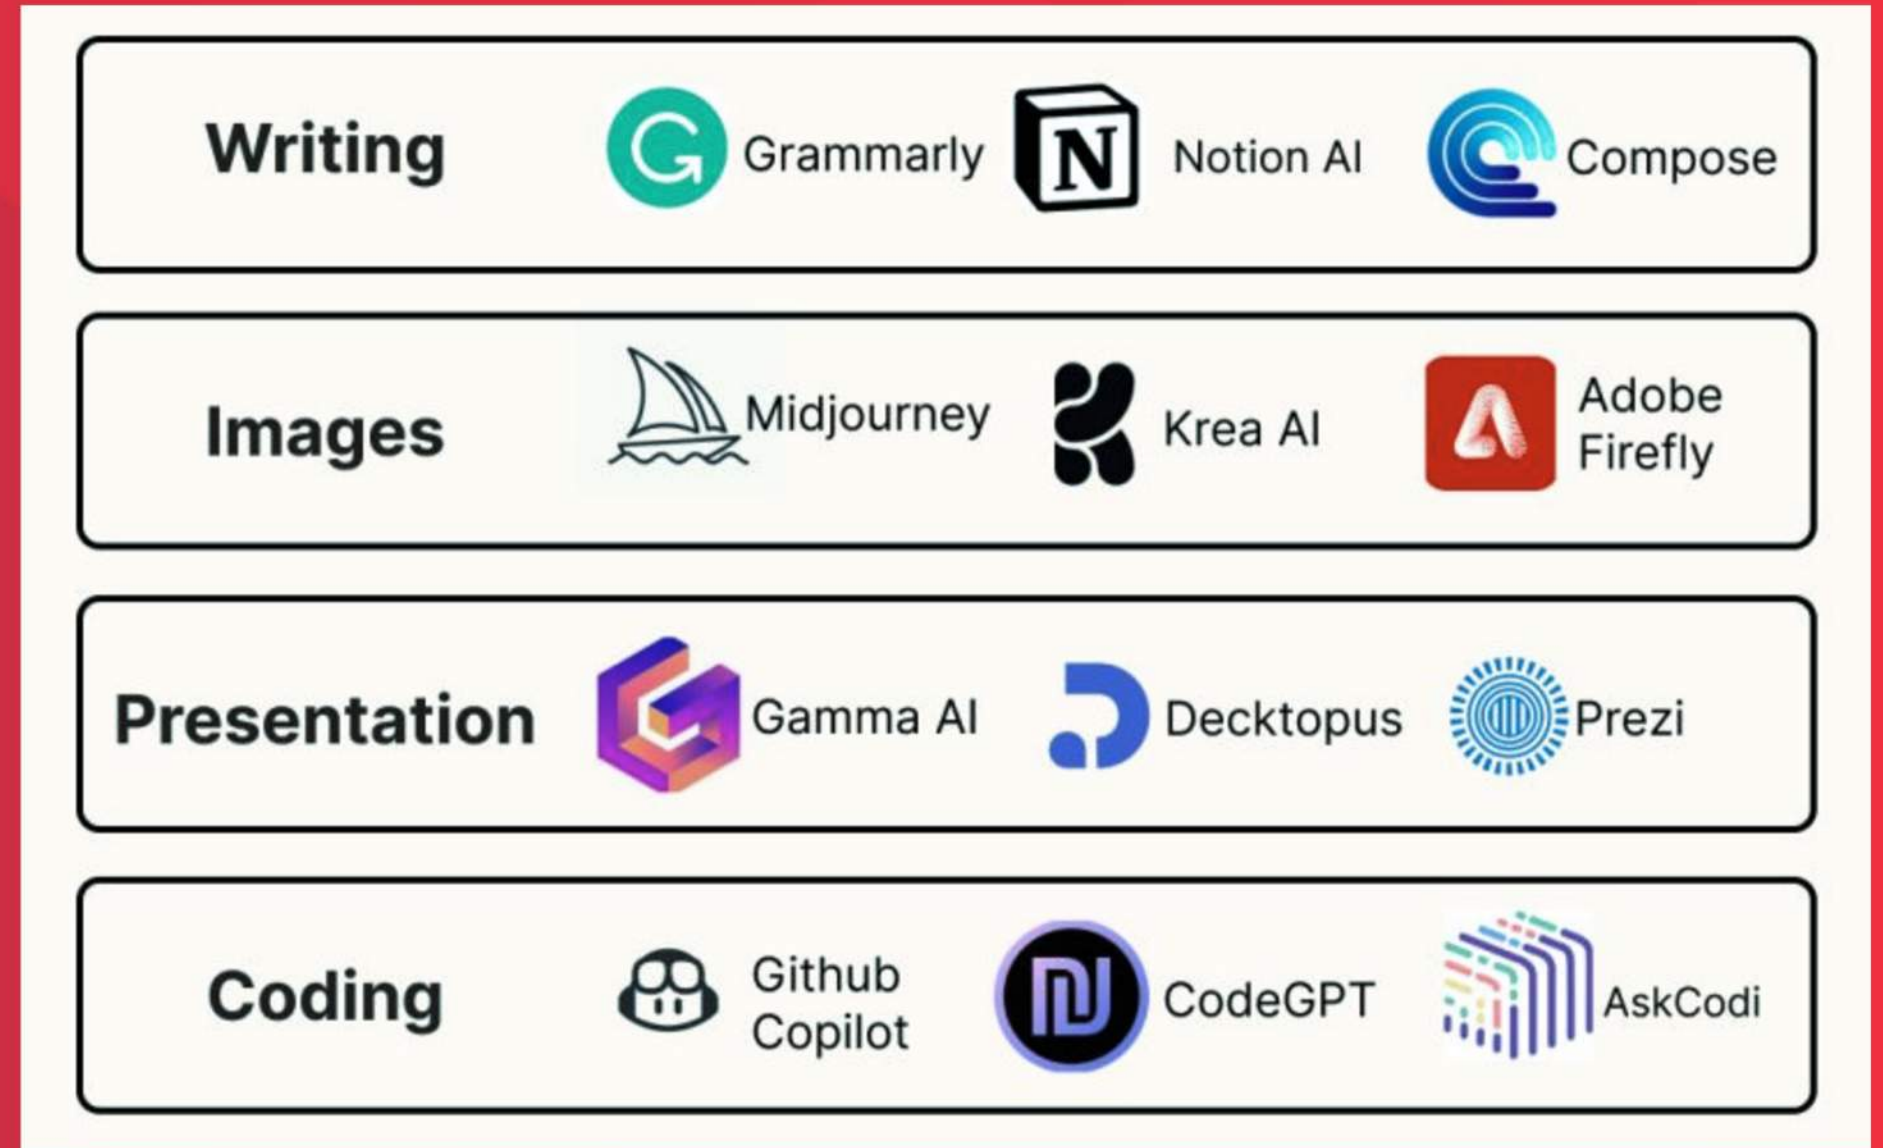 Writing
Grammarly
Notion AI
Compose
Images
Midjourney
Krea AI
Adobe
Firefly
Presentation
Gamma AI
Decktopus
Prezi
Coding
Github
Copilot
CodeGPT
AskCodi